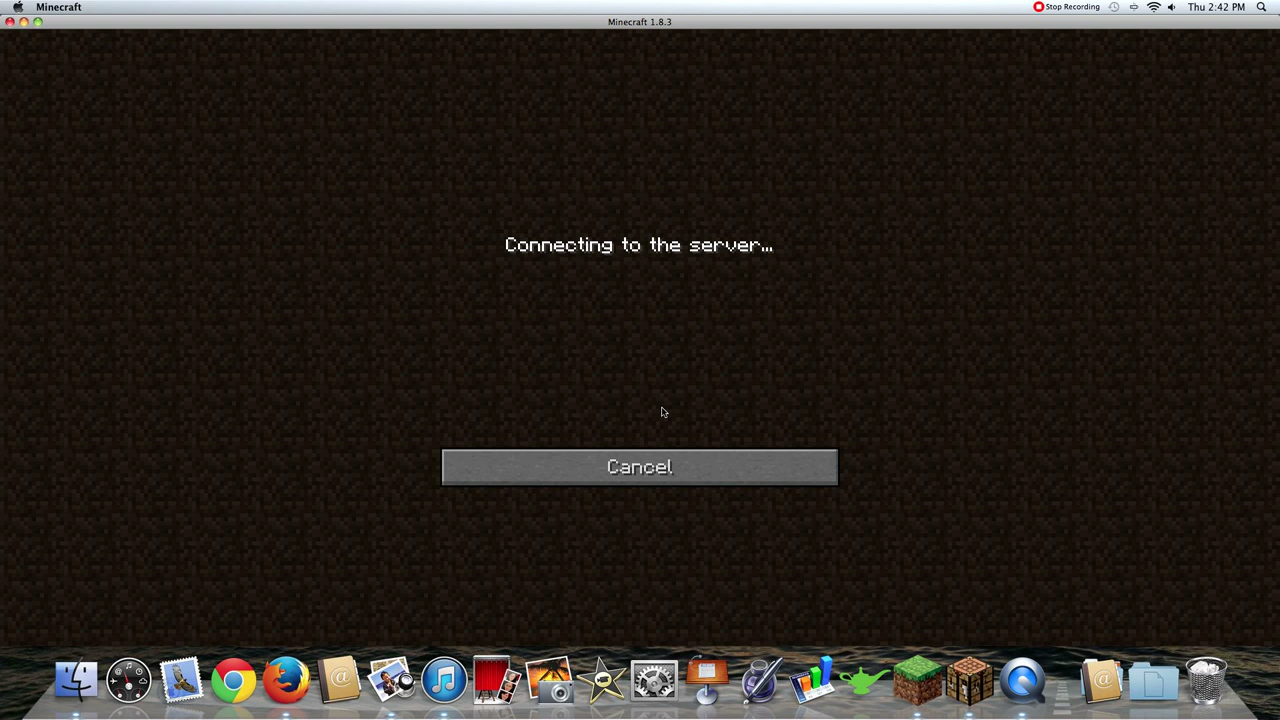 Minecraft
Stop Recording
Thu 2:42 PM
Minecraft 1.8.3
Connecting to the server...
Cancel